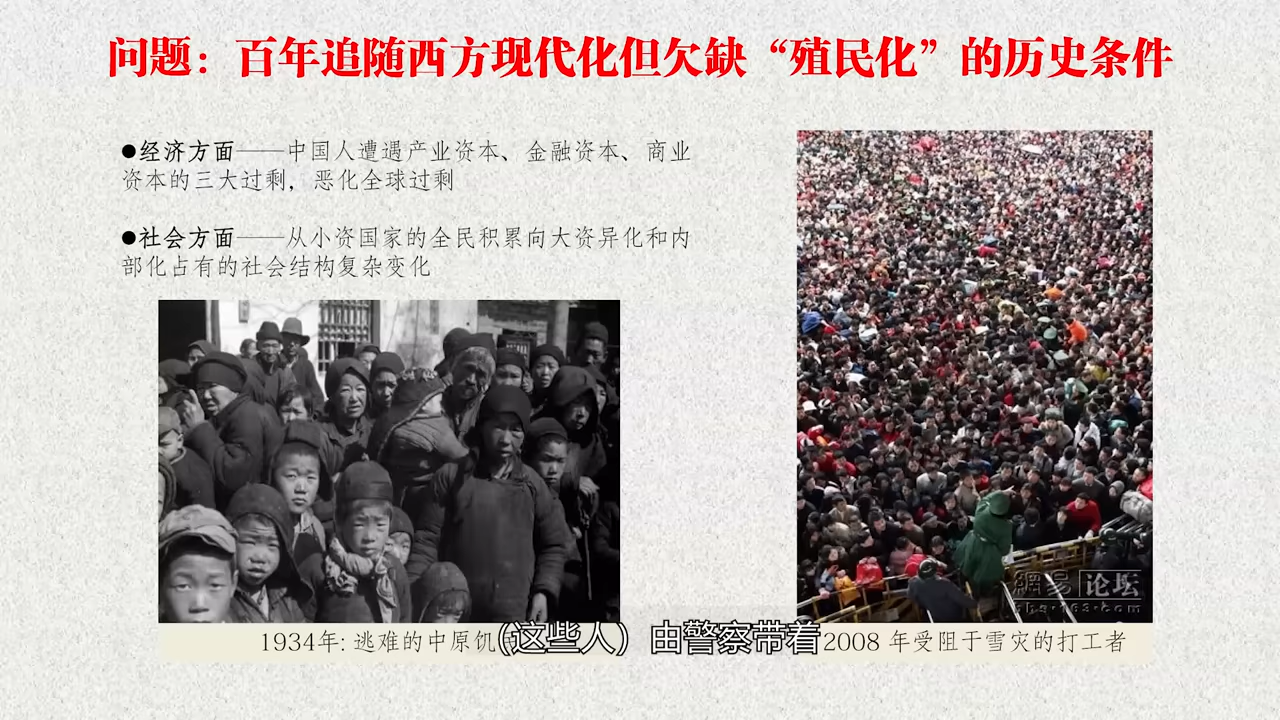 问题：百年追随西方现代化但欠缺“殖民化”的历史条件
●经济方面——中国人遭遇产业资本、金融资本、商业
资本的三大过剩，恶化全球过剩
●社会方面——从小资国家的全民积累向大资异化和内
部化占有的社会结构复杂变化
網易 论坛
bbs·163·com
1934年: 逃难的中原饥
2008 年受阻于雪灾的打工者
（这些人）由警察带着